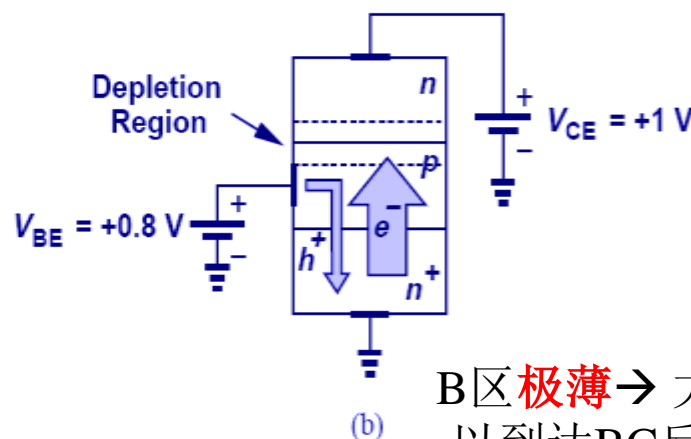 Depletion
Region
n
p
+
−
V_CE = +1 V
+
−
V_BE = +0.8 V
h+
e−
n+
(b)
B区极薄→